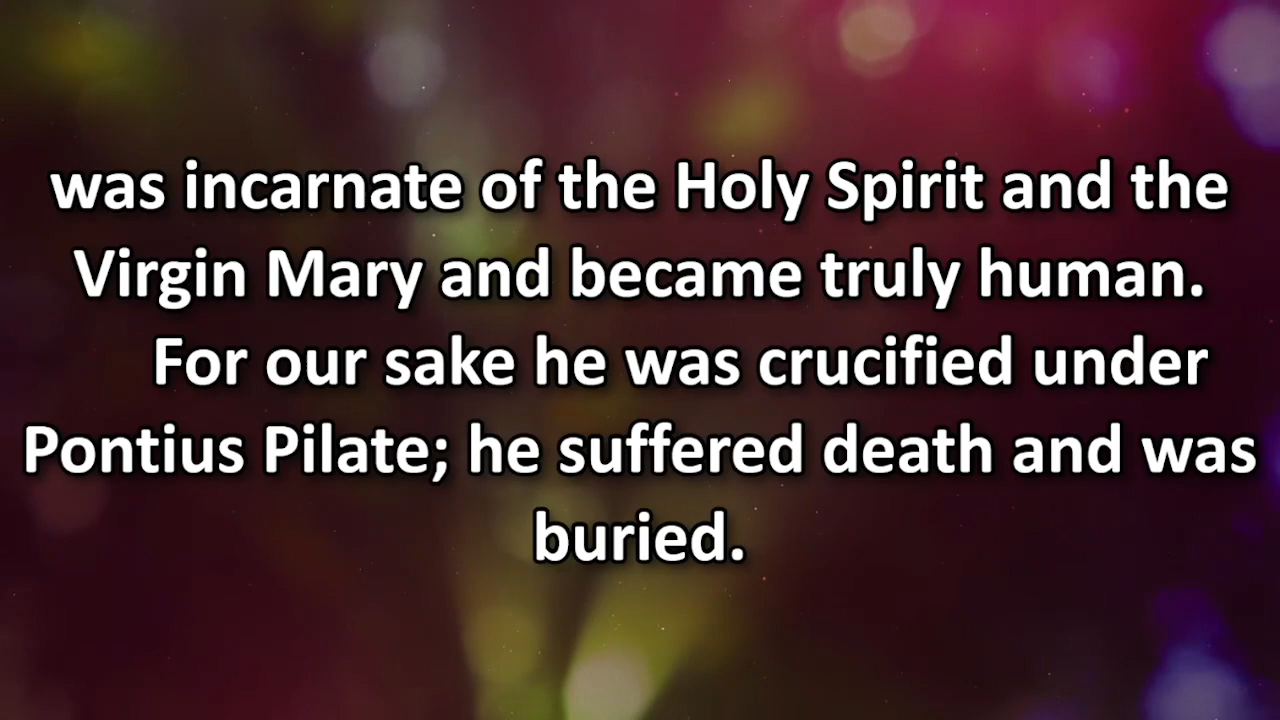 was incarnate of the Holy Spirit and the
Virgin Mary and became truly human.
For our sake he was crucified under
Pontius Pilate; he suffered death and was
buried.